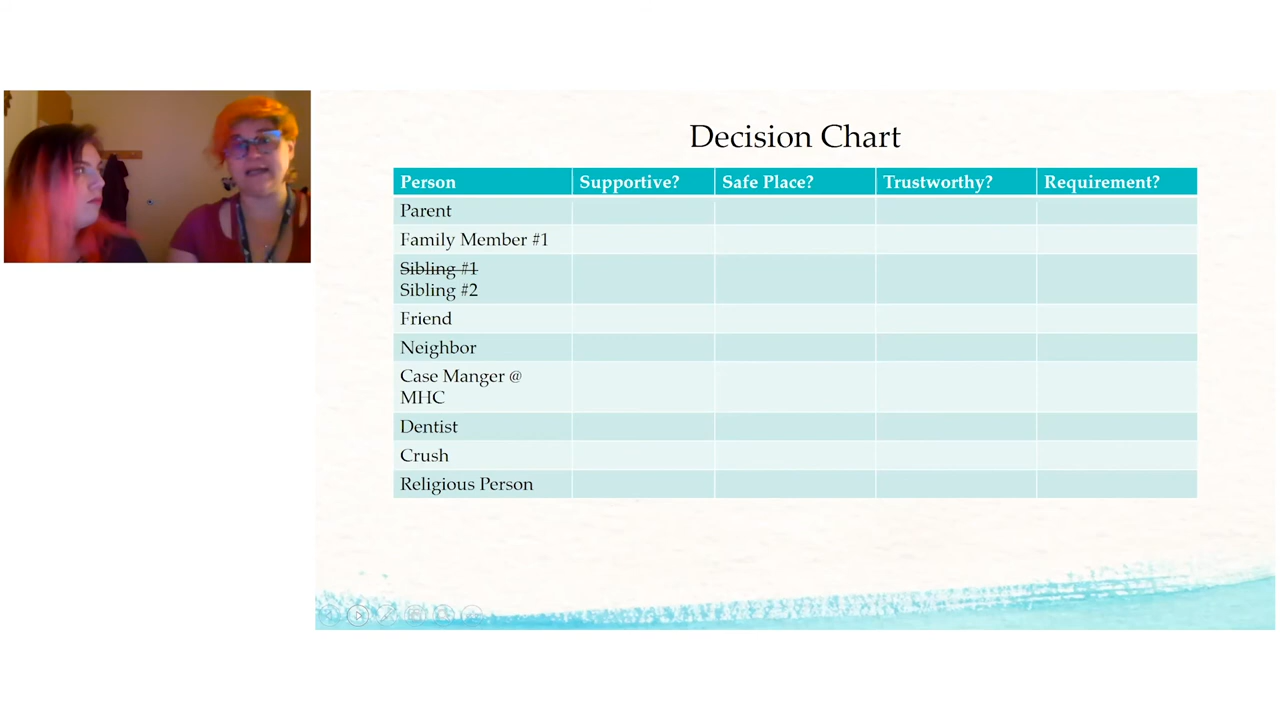 Decision Chart
Person Supportive? Safe Place? Trustworthy? Requirement?
Parent
Family Member #1
Sibling #1
Sibling #2
Friend
Neighbor
Case Manger @
MHC
Dentist
Crush
Religious Person